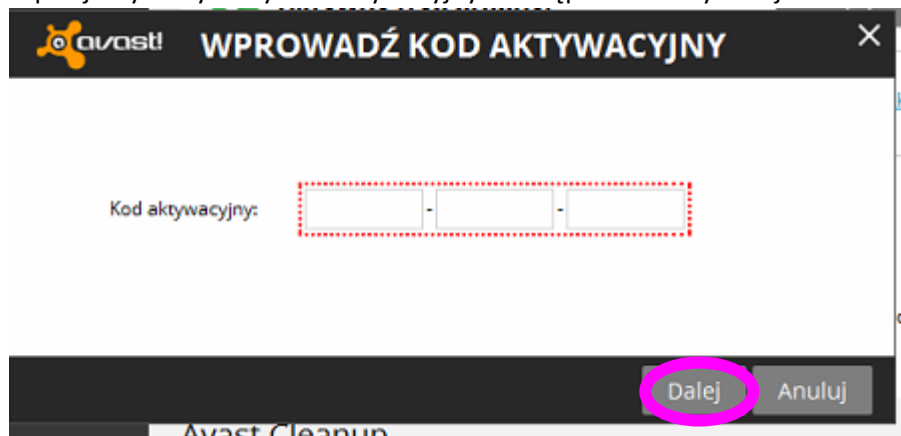 avast! WPROWADŹ KOD AKTYWACYJNY
Kod aktywacyjny:
- -
Dalej Anuluj
Avast Cleanup